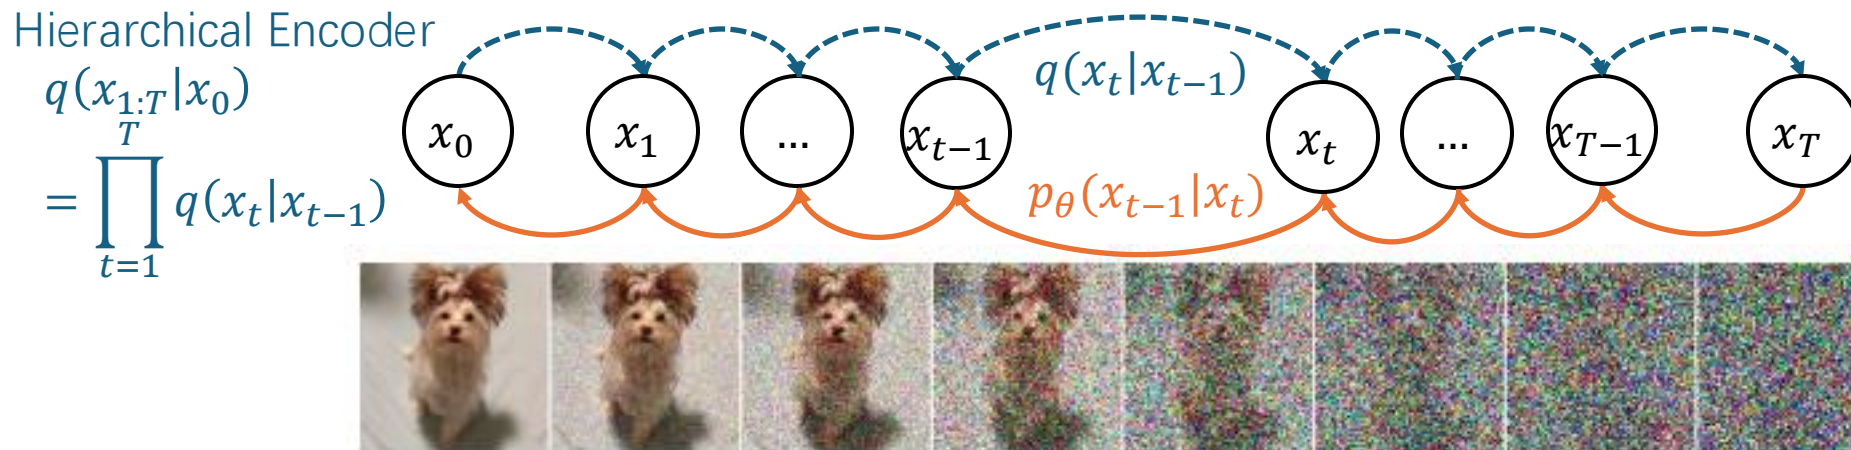 Hierarchical Encoder
q(x_{1:T}|x_0)
= ∏_{t=1}^{T} q(x_t|x_{t-1})
x_0 x_1 ... x_{t-1} x_t ... x_{T-1} x_T
q(x_t|x_{t-1})
p_θ(x_{t-1}|x_t)